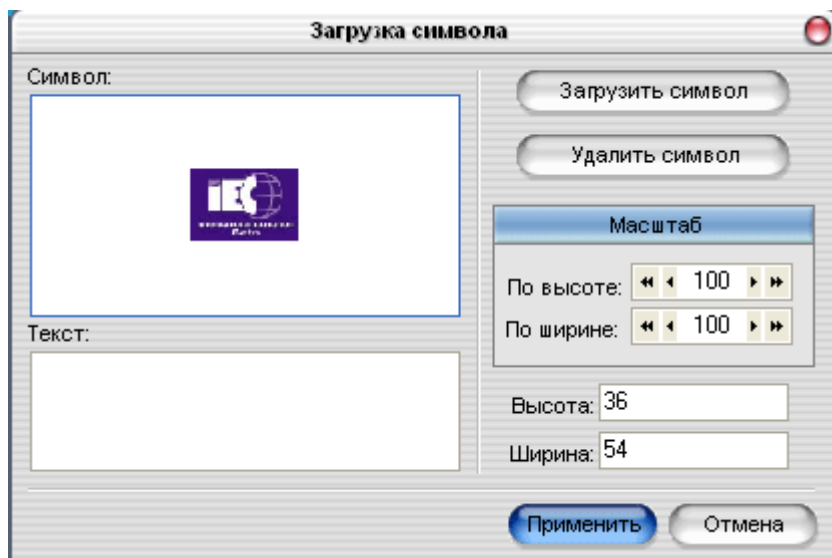 Загрузка символа
Символ:
Загрузить символ
Удалить символ
Масштаб
По высоте: 100
По ширине: 100
Текст:
Высота: 36
Ширина: 54
Применить
Отмена